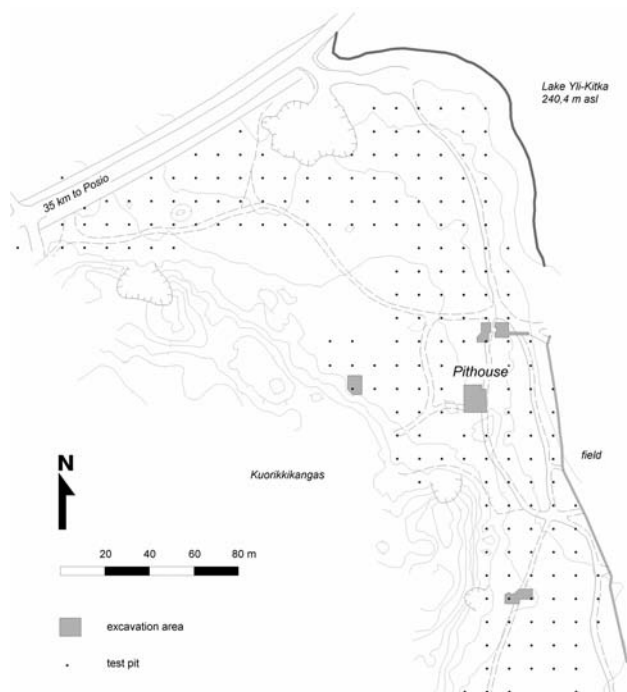 Lake Yli-Kitka
240,4 m asl
35 km to Posio
Pithouse
field
Kuorikkikangas
N
20 40 60 80 m
excavation area
test pit